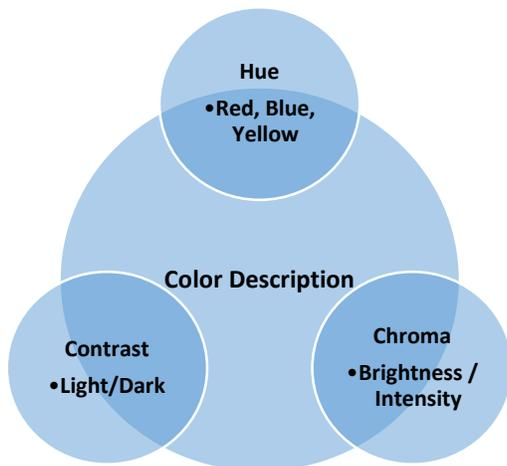 Hue
•Red, Blue,
Yellow
Color Description
Contrast
•Light/Dark
Chroma
•Brightness /
Intensity